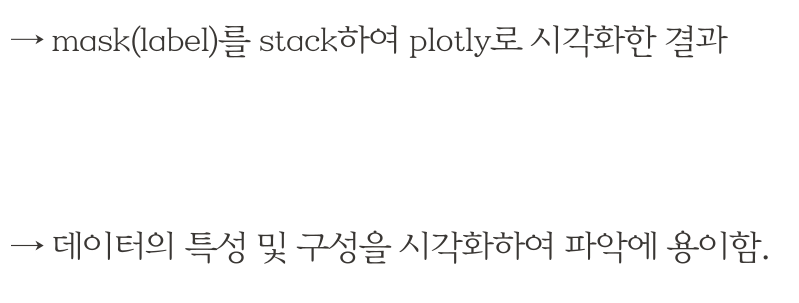 → mask(label)를 stack하여 plotly로 시각화한 결과
→ 데이터의 특성 및 구성을 시각화하여 파악에 용이함.